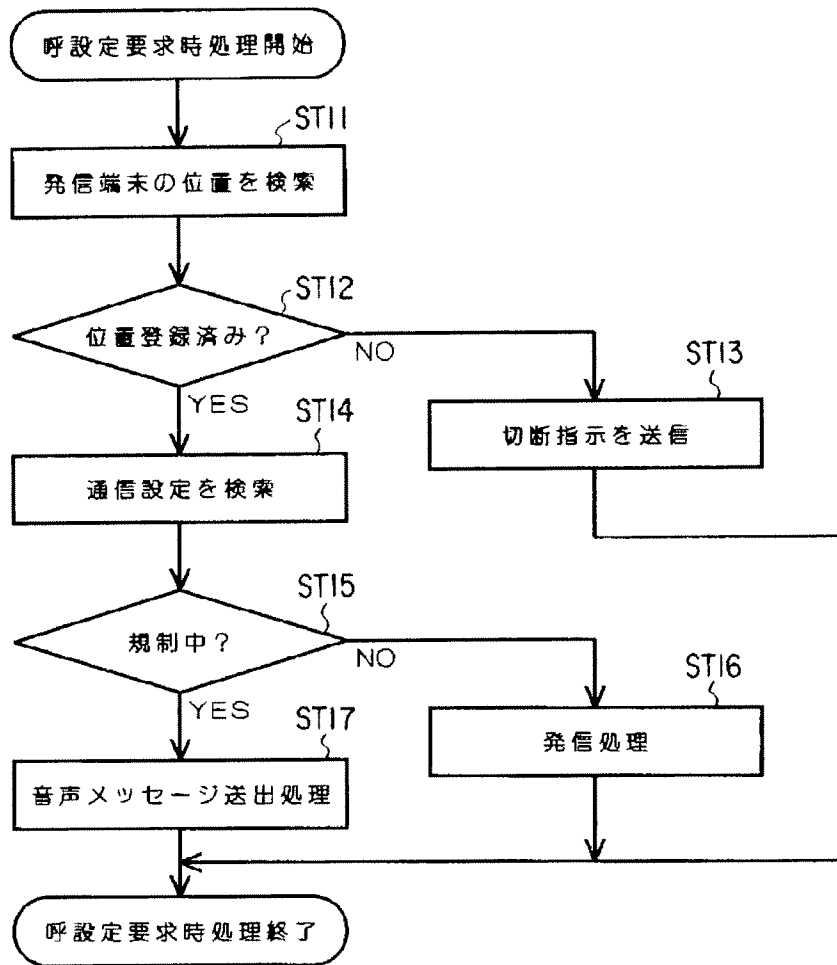 呼設定要求時処理開始
ST11
発信端末の位置を検索
ST12
位置登録済み?
NO
YES
ST13
切断指示を送信
ST14
通信設定を検索
ST15
規制中?
NO
YES
ST16
発信処理
ST17
音声メッセージ送出処理
呼設定要求時処理終了